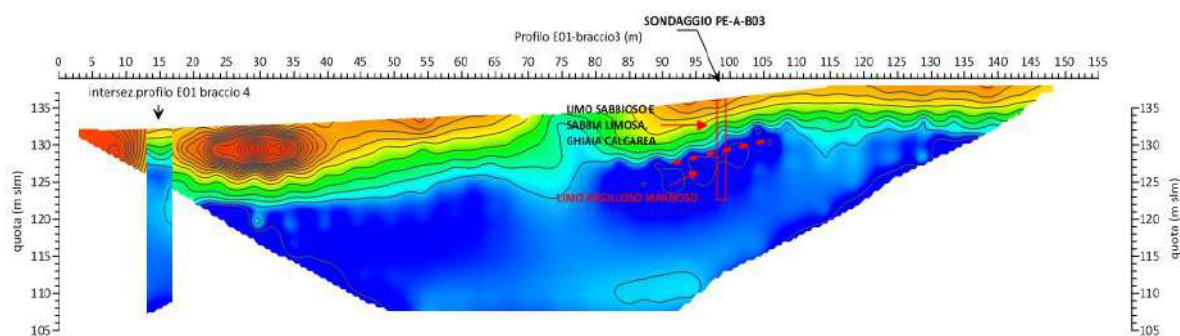 SONDAGGIO PE-A-B03
Profilo E01-braccio3 (m)
0 5 10 15 20 25 30 35 40 45 50 55 60 65 70 75 80 85 90 95 100 105 110 115 120 125 130 135 140 145 150 155
intersez.profilo E01 braccio 4
LIMO SABBIOSO E
SABBIA LIMOSA,
GHIAIA CALCAREA
LIMO ARGILLOSO MARNOSO
quota (m slm)
135
130
125
120
115
110
105
quota (m slm)
135
130
125
120
115
110
105